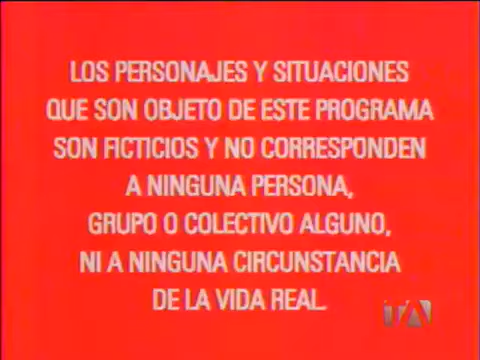 LOS PERSONAJES Y SITUACIONES
QUE SON OBJETO DE ESTE PROGRAMA
SON FICTICIOS Y NO CORRESPONDEN
A NINGUNA PERSONA,
GRUPO O COLECTIVO ALGUNO,
NI A NINGUNA CIRCUNSTANCIA
DE LA VIDA REAL.
TA